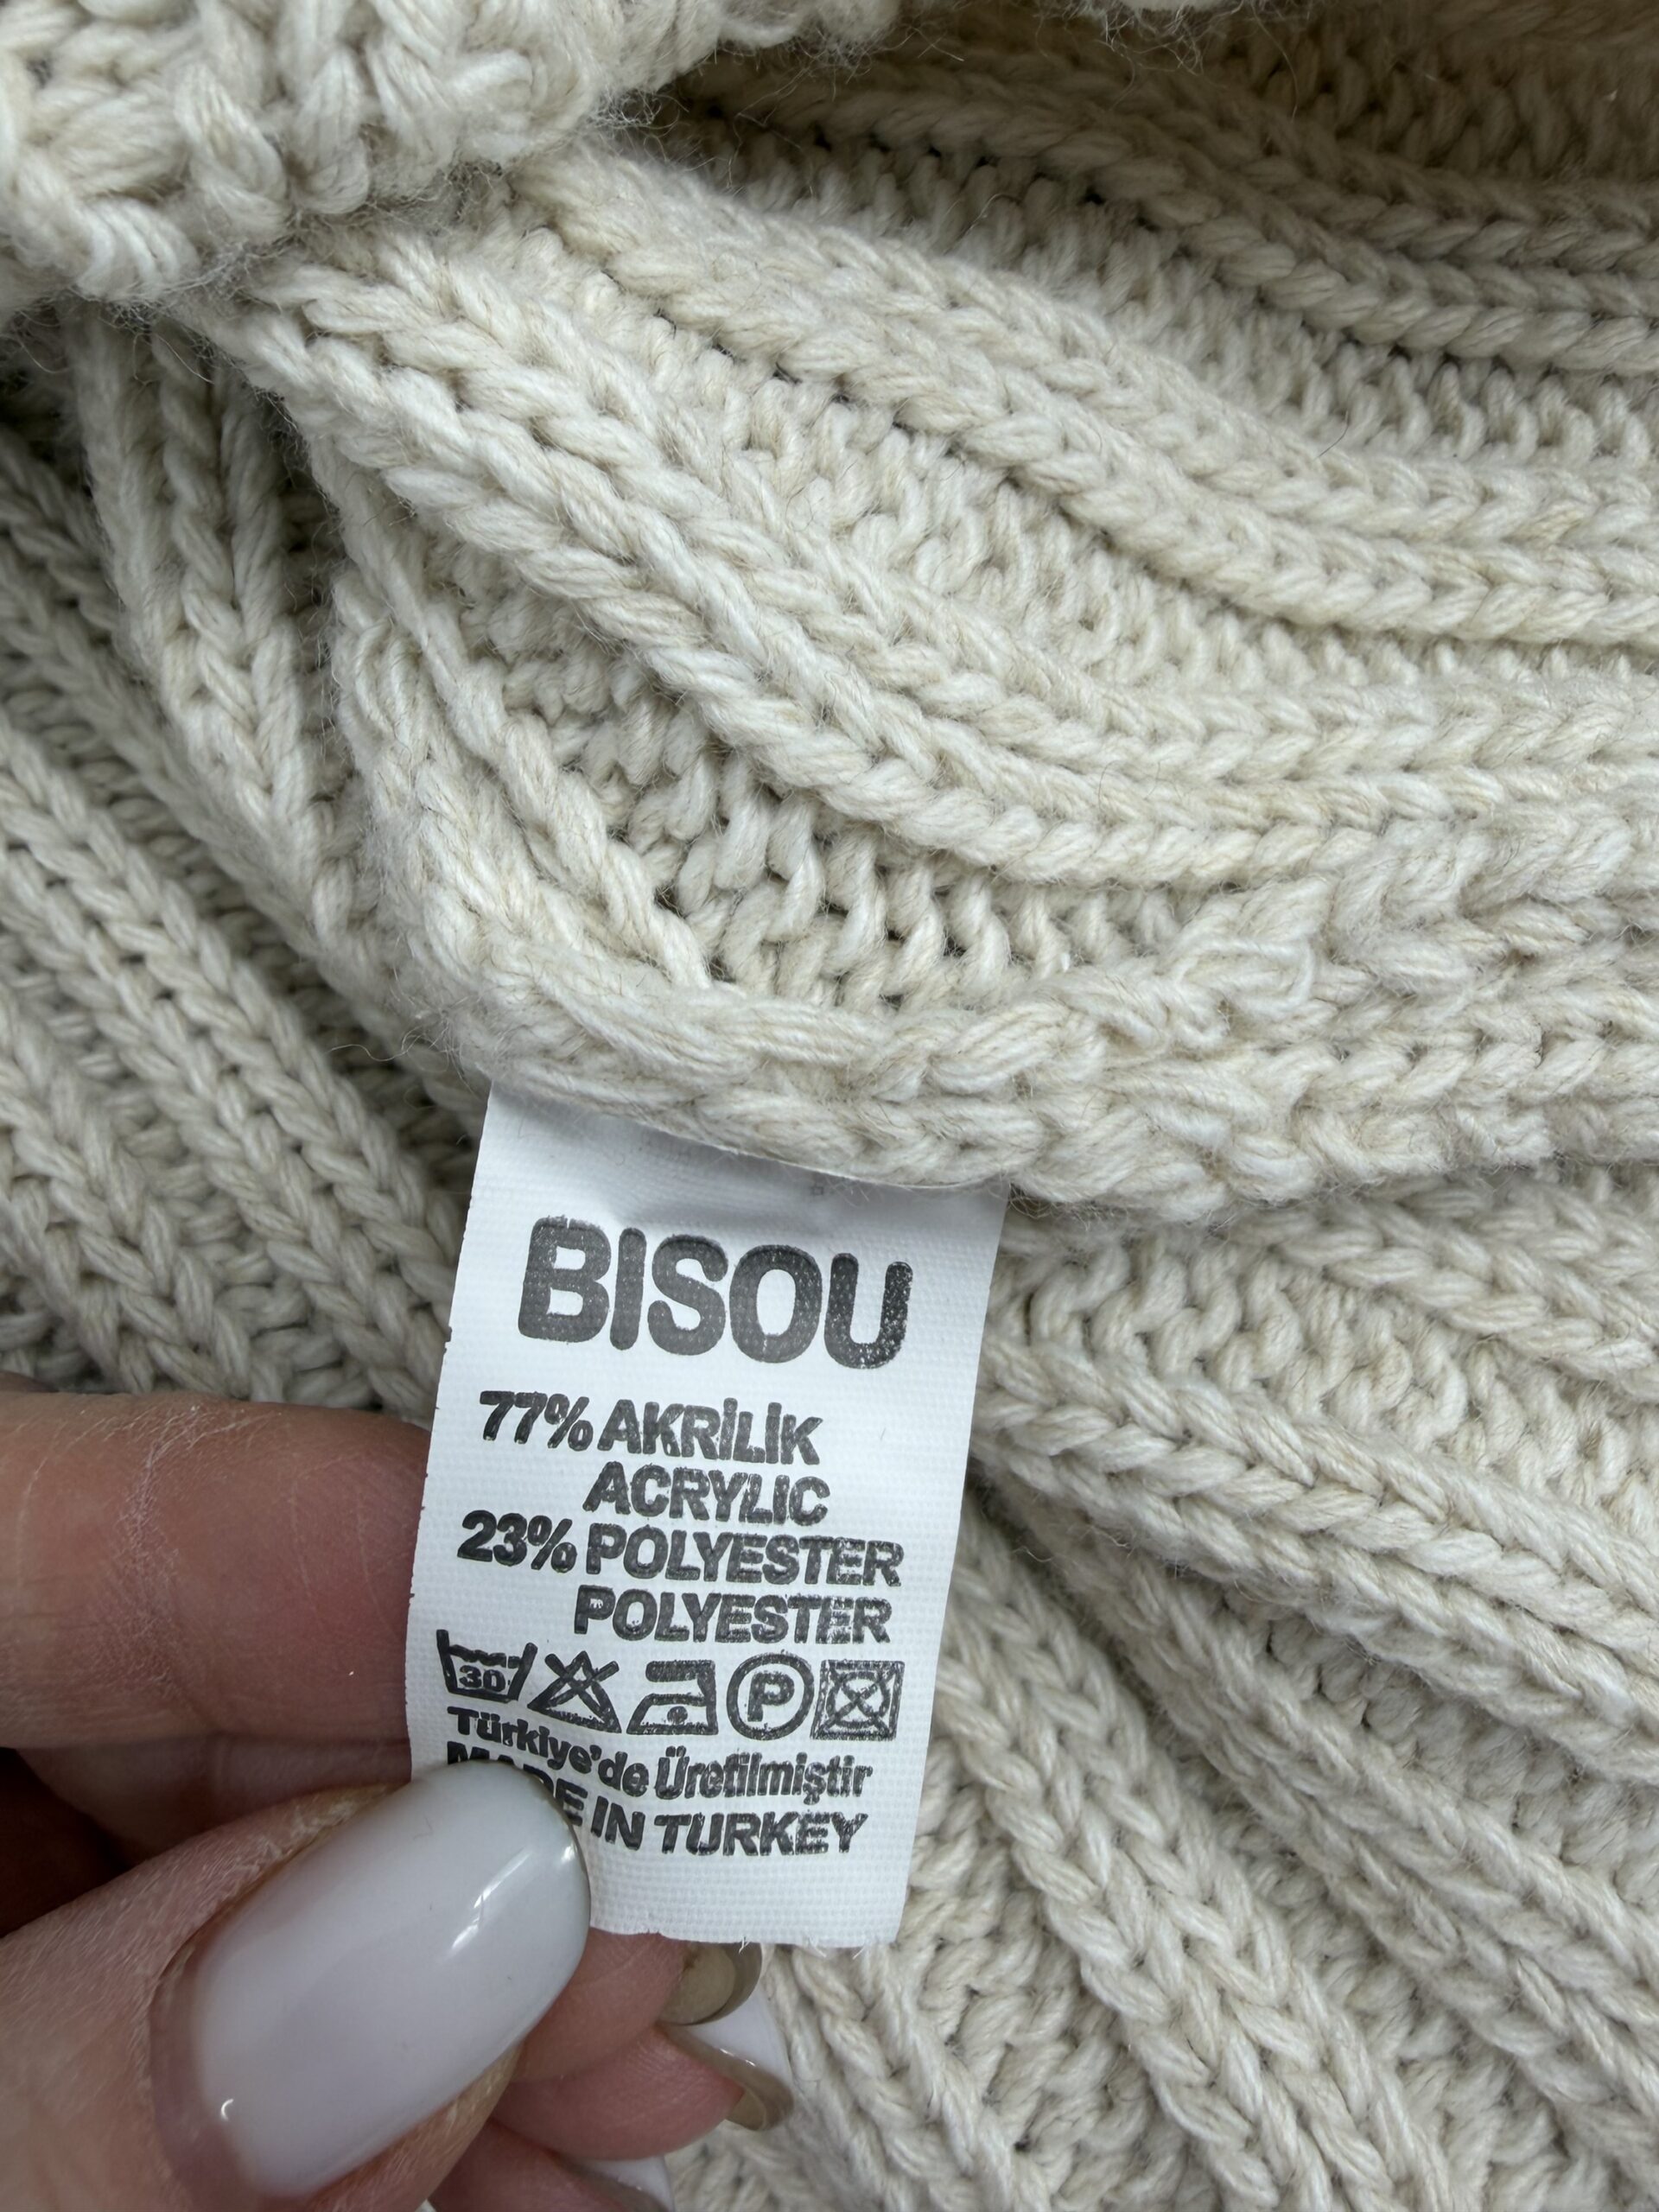 BISOU
77% AKRİLİK
ACRYLIC
23% POLYESTER
POLYESTER
30 P
Türkiye'de Üretilmiştir
MADE IN TURKEY